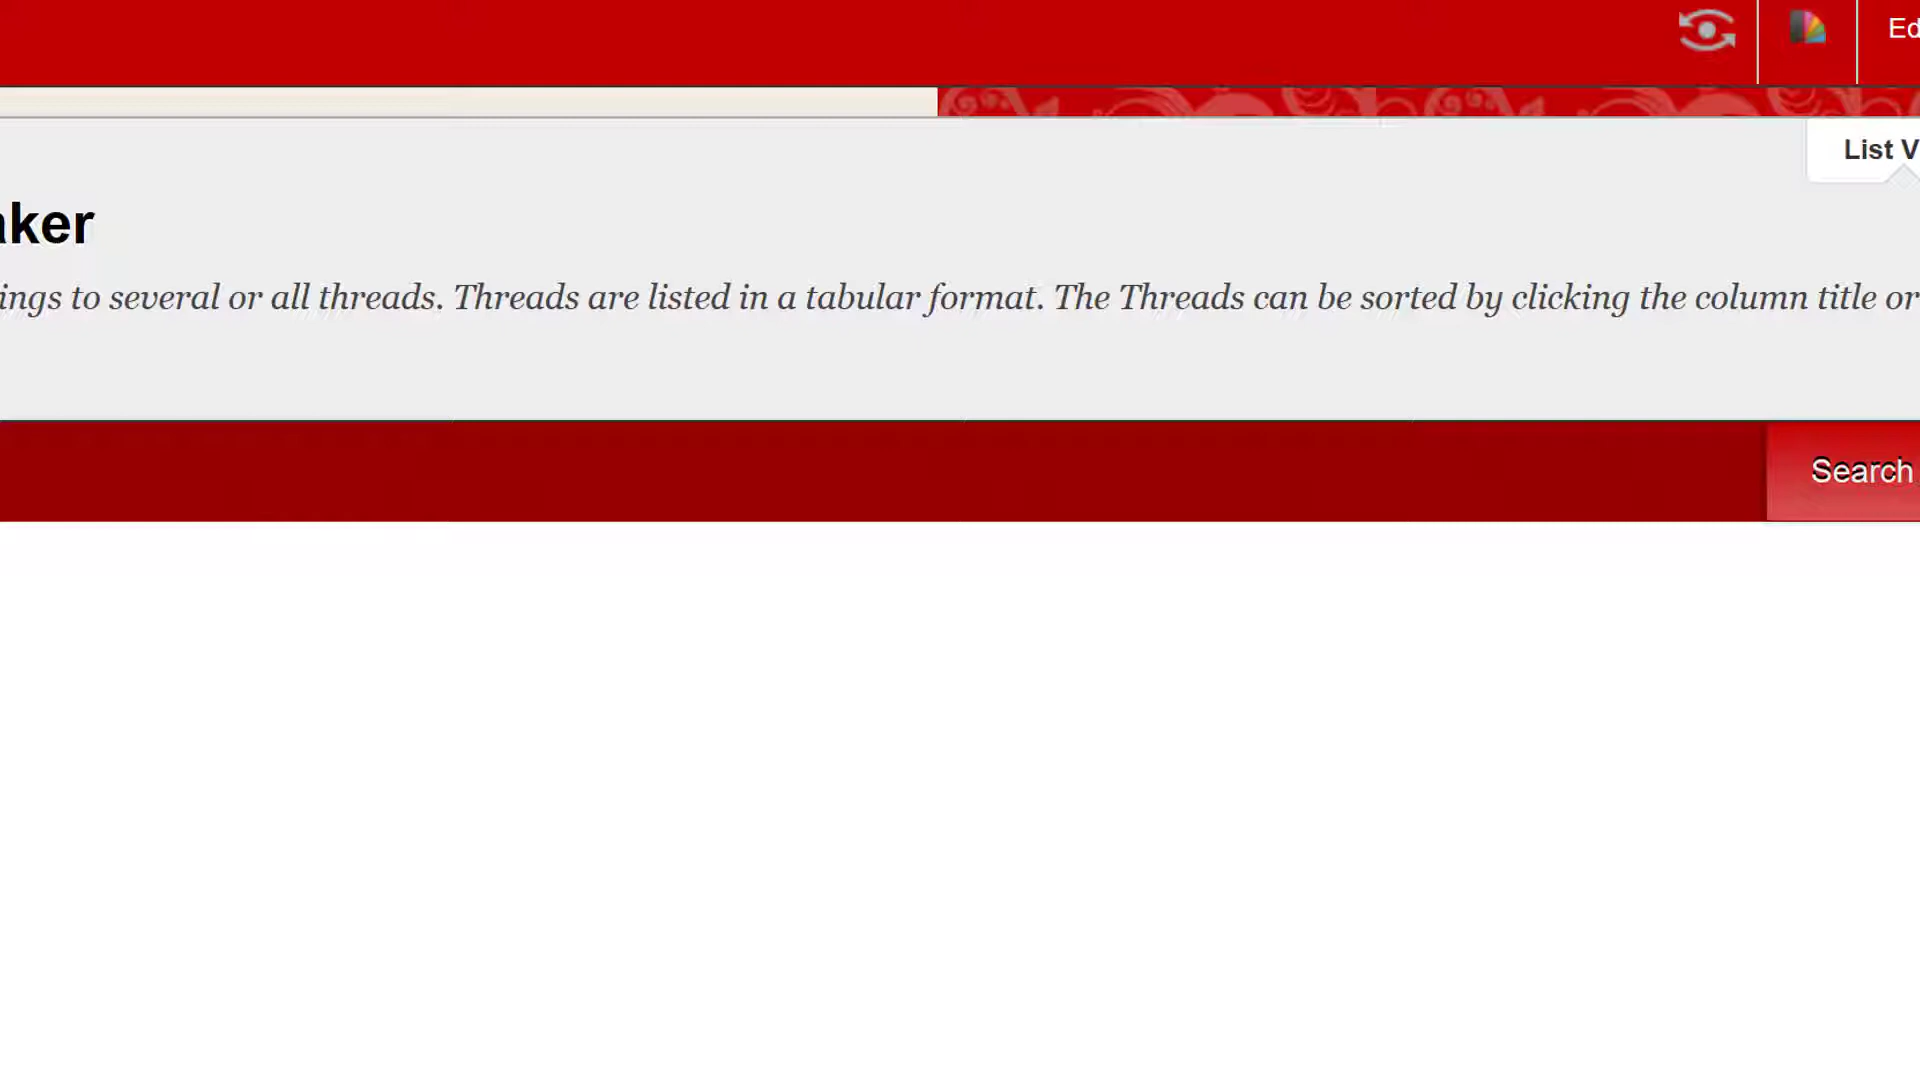 Ed
List V
aker
ings to several or all threads. Threads are listed in a tabular format. The Threads can be sorted by clicking the column title or
Search